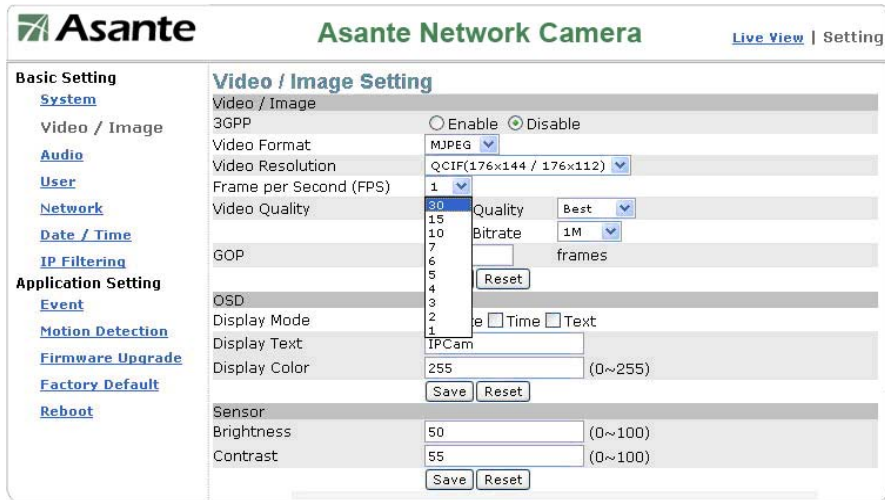 Asante
Asante Network Camera
Live View | Setting
Basic Setting
System
Video / Image
Audio
User
Network
Date / Time
IP Filtering
Application Setting
Event
Motion Detection
Firmware Upgrade
Factory Default
Reboot
Video / Image Setting
Video / Image
3GPP Enable Disable
Video Format MJPEG
Video Resolution QCIF(176x144 / 176x112)
Frame per Second (FPS) 1
30
15
10
7
6
5
4
3
2
1
Video Quality Quality Best
Bitrate 1M
GOP frames
Reset
OSD
Display Mode Time Text
Display Text IPCam
Display Color 255 (0~255)
Save Reset
Sensor
Brightness 50 (0~100)
Contrast 55 (0~100)
Save Reset